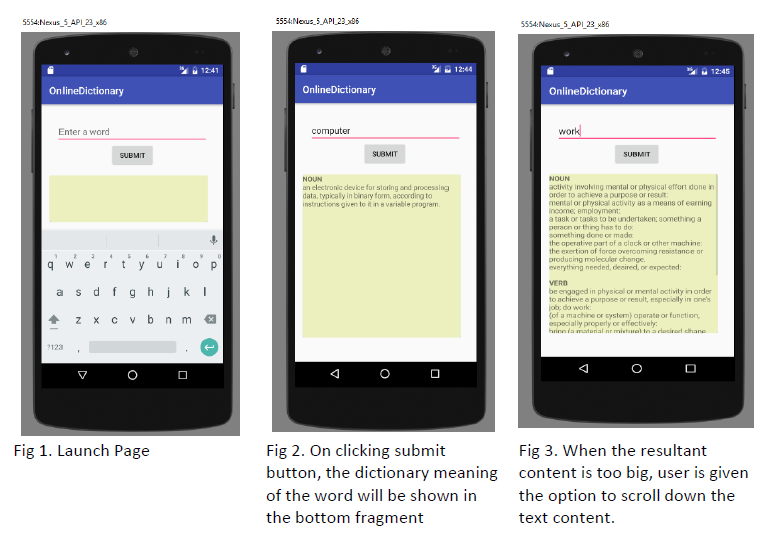 5554:Nexus_5_API_23_x86
12:41
OnlineDictionary
Enter a word
SUBMIT
1 2 3 4 5 6 7 8 9 0
q w e r t y u i o p
a s d f g h j k l
z x c v b n m
?123 , .
Fig 1. Launch Page
5554:Nexus_5_API_23_x86
12:44
OnlineDictionary
computer
SUBMIT
NOUN
an electronic device for storing and processing
data, typically in binary form, according to
instructions given to it in a variable program.
Fig 2. On clicking submit
button, the dictionary meaning
of the word will be shown in
the bottom fragment
5554:Nexus_5_API_23_x86
12:45
OnlineDictionary
work
SUBMIT
NOUN
activity involving mental or physical effort done in
order to achieve a purpose or result:
mental or physical activity as a means of earning
income; employment:
a task or tasks to be undertaken; something a
person or thing has to do:
something done or made:
the operative part of a clock or other machine:
the exertion of force overcoming resistance or
producing molecular change.
everything needed, desired, or expected:
VERB
be engaged in physical or mental activity in order
to achieve a purpose or result, especially in one's
job; do work:
(of a machine or system) operate or function,
especially properly or effectively:
bring (a material or mixture) to a desired shape
Fig 3. When the resultant
content is too big, user is given
the option to scroll down the
text content.